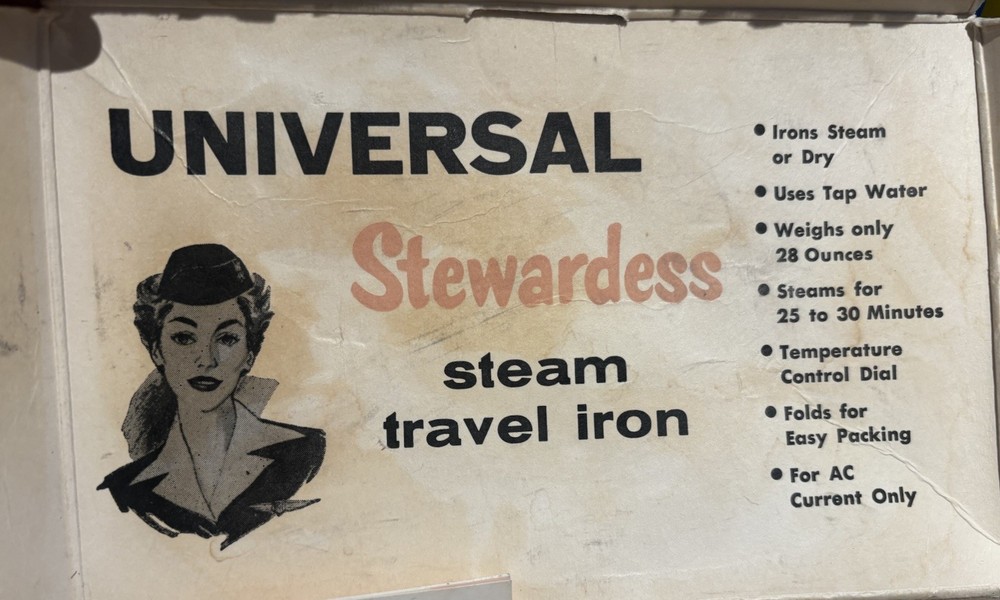 UNIVERSAL
Stewardess
steam
travel iron
• Irons Steam
or Dry
• Uses Tap Water
• Weighs only
28 Ounces
• Steams for
25 to 30 Minutes
• Temperature
Control Dial
• Folds for
Easy Packing
• For AC
Current Only